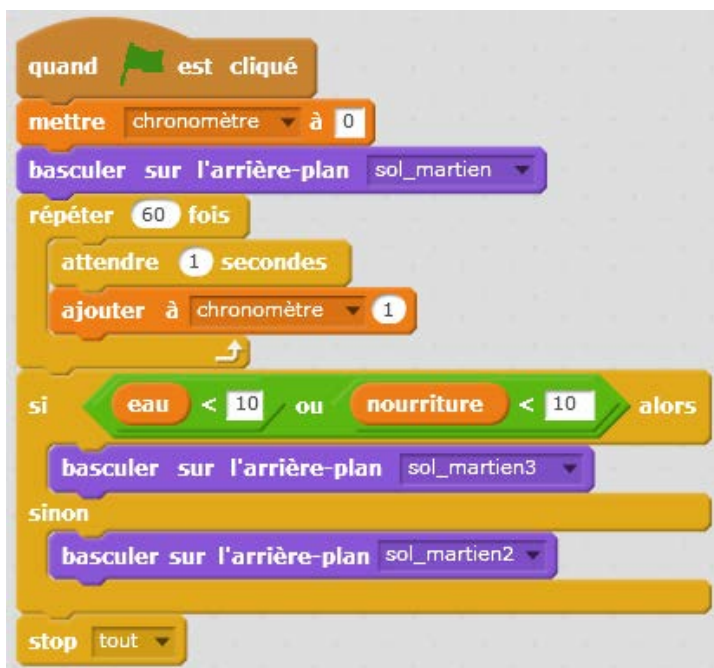 quand est cliqué
mettre chronomètre à 0
basculer sur l'arrière-plan sol_martien
répéter 60 fois
attendre 1 secondes
ajouter à chronomètre 1
si eau < 10 ou nourriture < 10 alors
basculer sur l'arrière-plan sol_martien3
sinon
basculer sur l'arrière-plan sol_martien2
stop tout